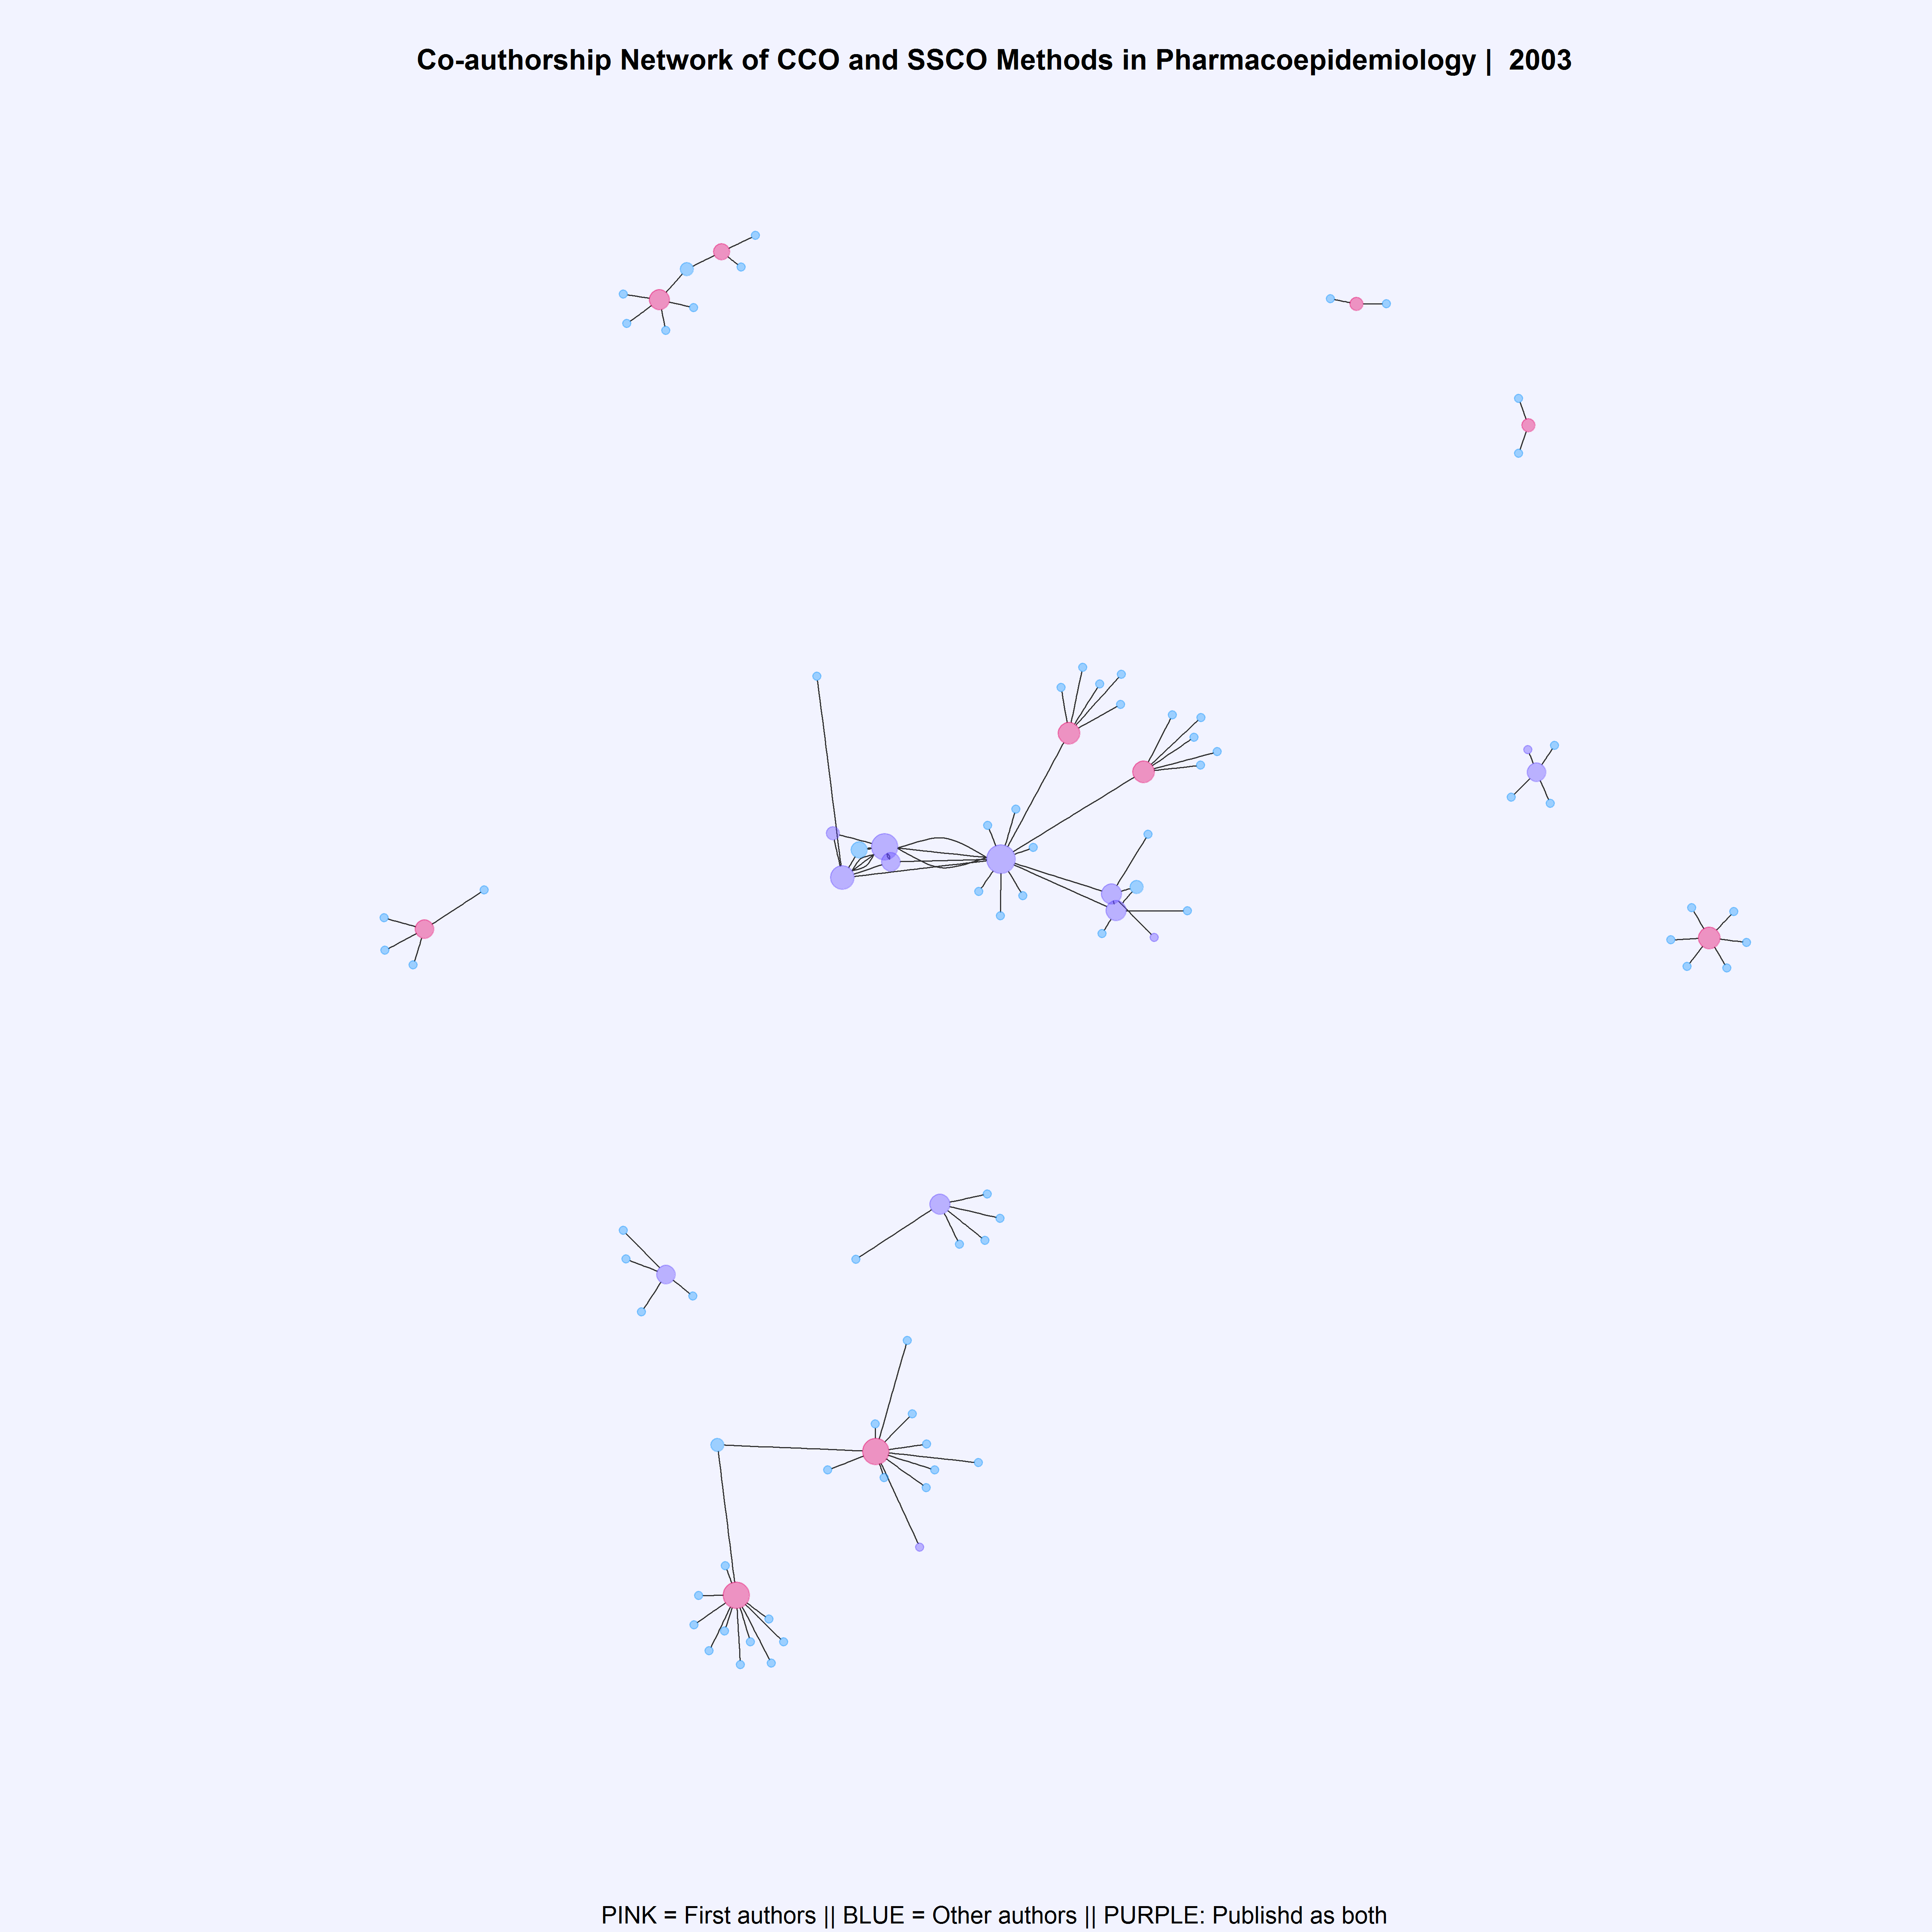 Co-authorship Network of CCO and SSCO Methods in Pharmacoepidemiology |  2003
PINK = First authors || BLUE = Other authors || PURPLE: Publishd as both